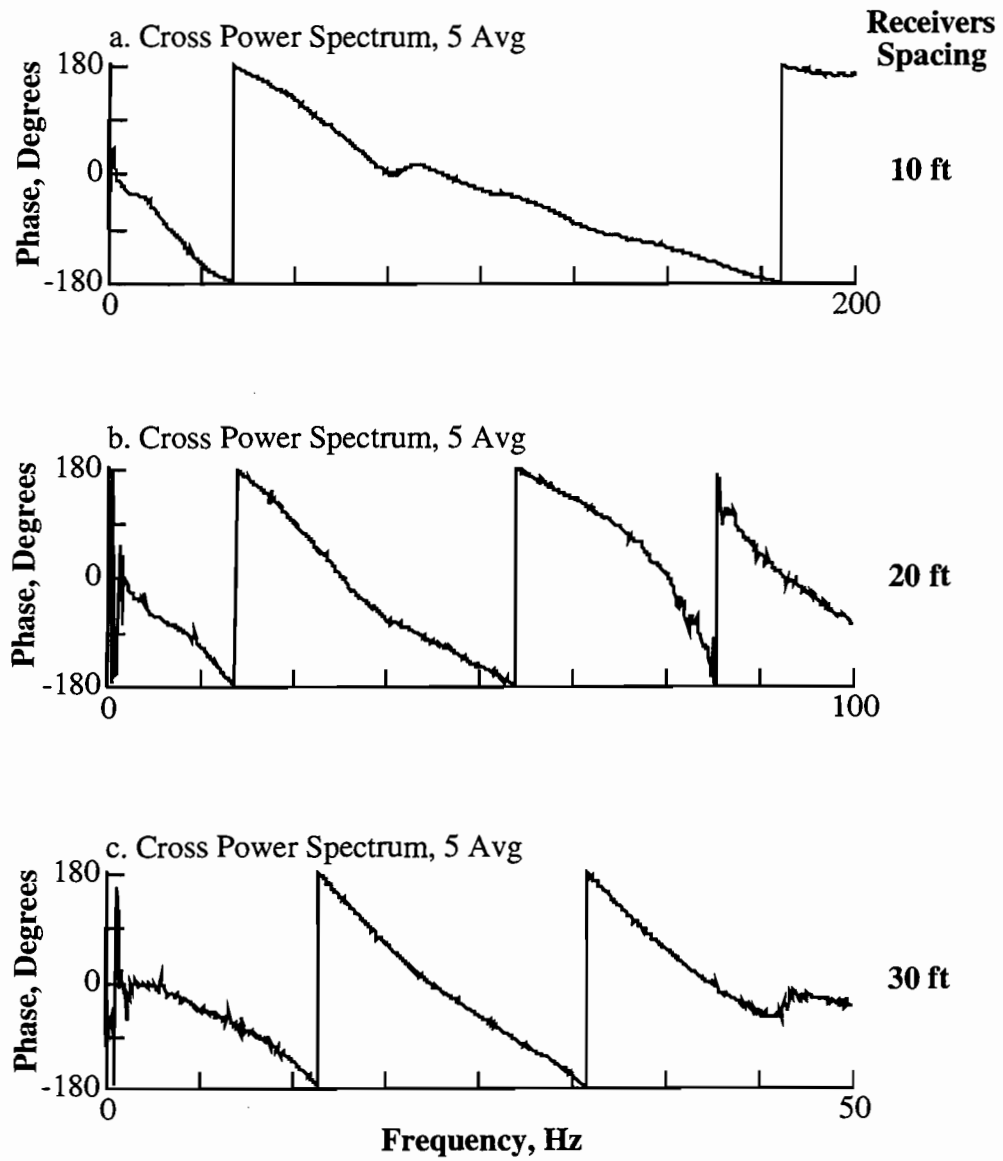 Receivers
Spacing
a. Cross Power Spectrum, 5 Avg
Phase, Degrees
180
0
-180
0
200
10 ft
b. Cross Power Spectrum, 5 Avg
Phase, Degrees
180
0
-180
0
100
20 ft
c. Cross Power Spectrum, 5 Avg
Phase, Degrees
180
0
-180
0
50
30 ft
Frequency, Hz